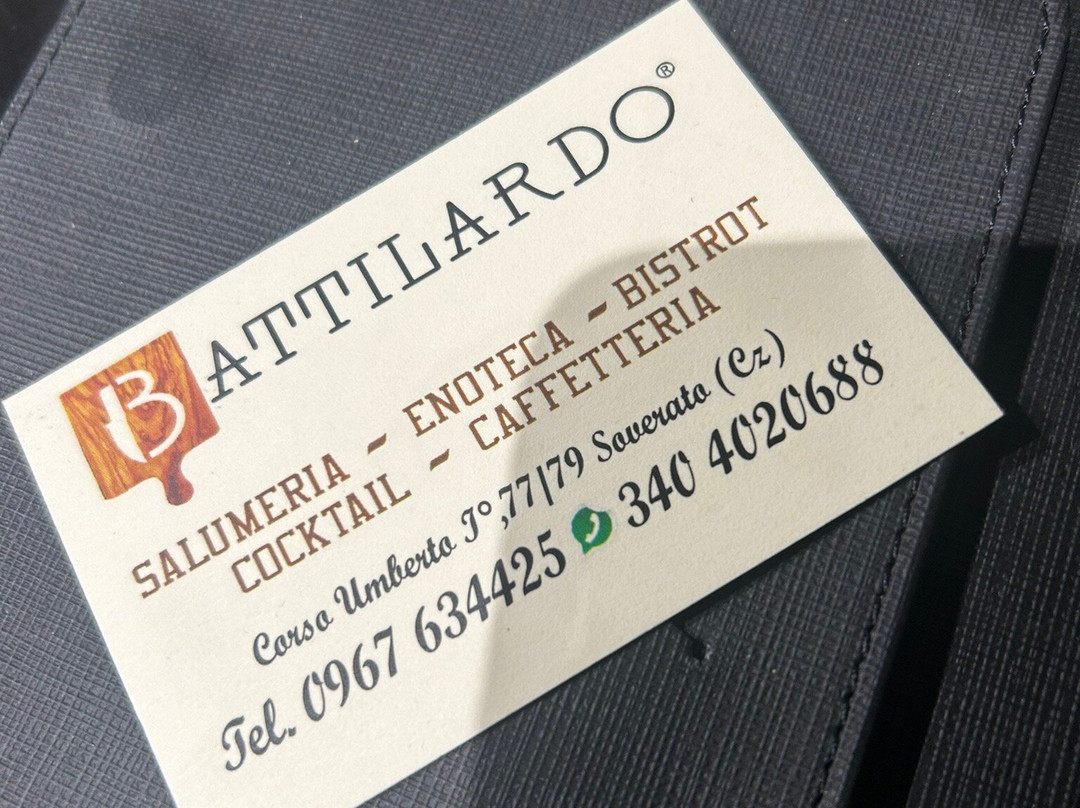 BATTILARDO®
SALUMERIA - ENOTECA - BISTROT
COCKTAIL - CAFFETTERIA
Corso Umberto I°,77|79 Soverato (Cz)
Tel. 0967 634425 340 4020688